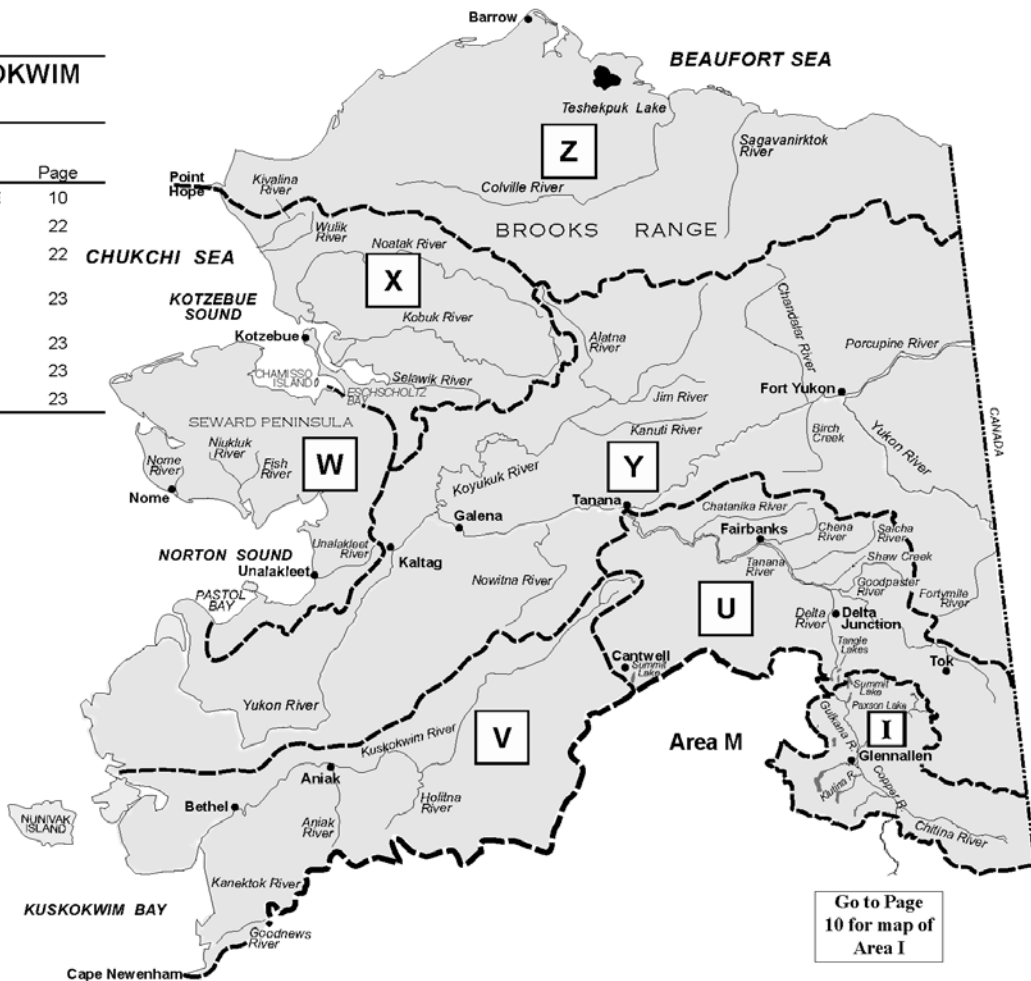 OKWIM
Page
E 10
22
22
23
23
23
23
Barrow
BEAUFORT SEA
Teshekpuk Lake
Sagavanirktok
River
Z
Point
Hope
Kivalina
River
Colville River
Wulik
River
BROOKS RANGE
Noatak River
CHUKCHI SEA
X
KOTZEBUE
SOUND
Kobuk River
Chandalar River
Kotzebue
Alatna
River
Porcupine River
CHAMISSO
ISLAND
Selawik River
ESCHSCHOLTZ
BAY
Jim River
Fort Yukon
SEWARD PENINSULA
Kanuti River
Birch
Creek
Yukon River
CANADA
Niukluk
River
Nome
River
Fish
River
W
Koyukuk River
Y
Nome
Tanana
Chatanika River
Galena
Fairbanks
Chena
River
Salcha
River
NORTON SOUND
Unalakleet
River
Kaltag
Unalakleet
Tanana
River
Shaw Creek
Nowitna River
Goodpaster
River
Fortymile
River
PASTOL
BAY
U
Delta
River
Delta
Junction
Tangle
Lakes
Cantwell
Summit
Lake
Tok
Summit
Lake
Paxson Lake
Yukon River
Gulkana R.
I
Kuskokwim River
V
Area M
Glennallen
Aniak
Klutina R.
Copper R.
Bethel
Holitna
River
NUNIVAK
ISLAND
Aniak
River
Chitina River
Kanektok River
KUSKOKWIM BAY
Goodnews
River
Go to Page
10 for map of
Area I
Cape Newenham